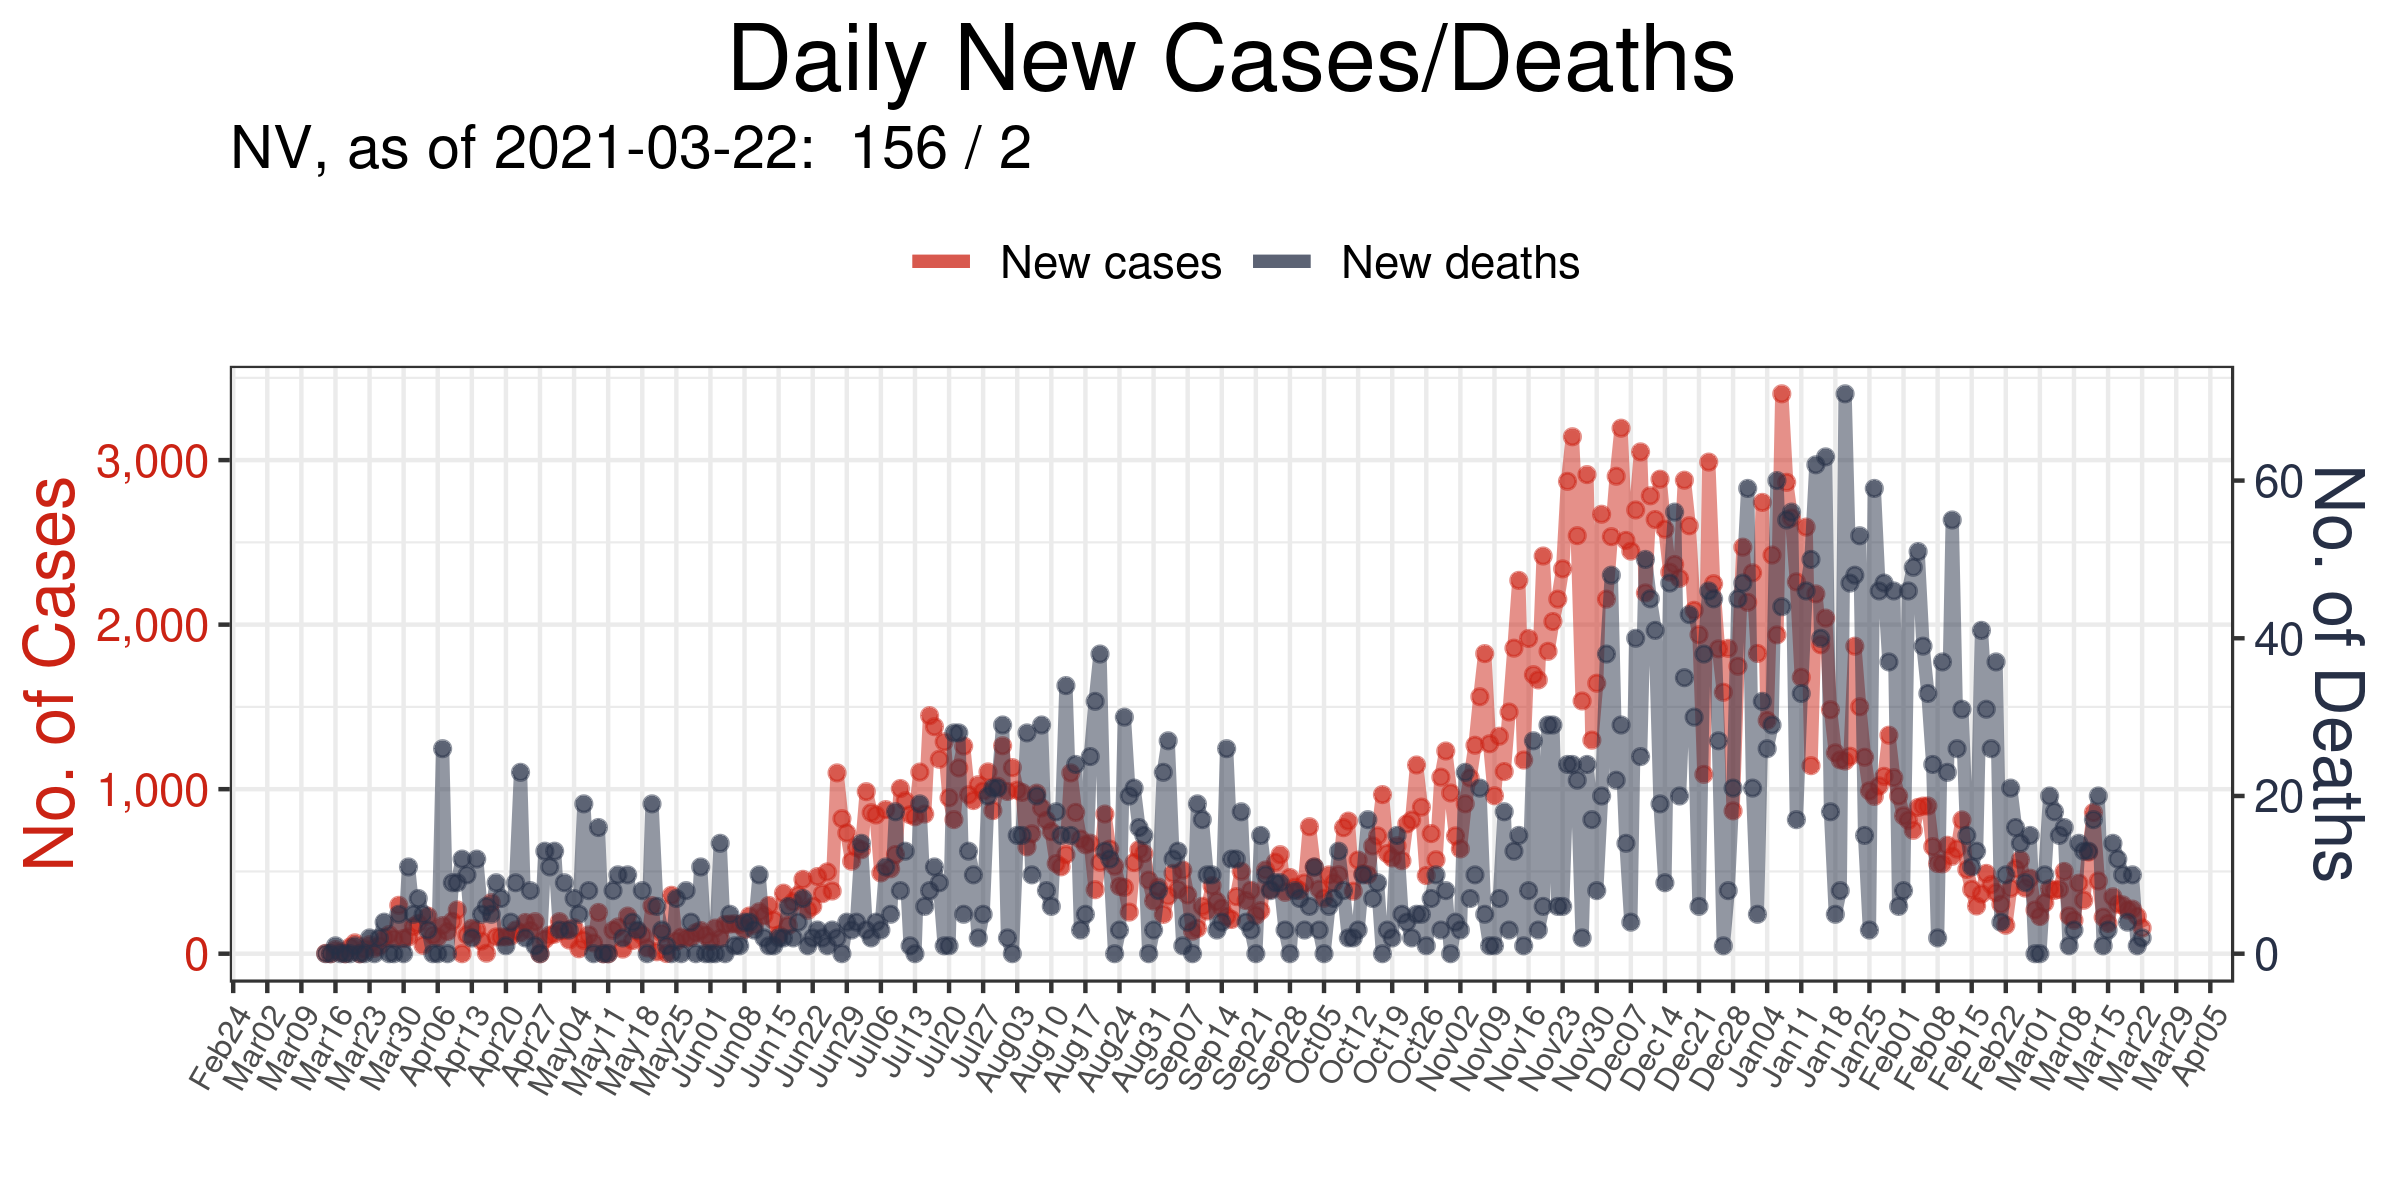 Daily New Cases/Deaths
NV, as of 2021-03-22:  156 / 2
New cases New deaths
No. of Cases
3,000
2,000
1,000
0
60
40
20
0
No. of Deaths
Feb24 Mar02 Mar09 Mar16 Mar23 Mar30 Apr06 Apr13 Apr20 Apr27 May04 May11 May18 May25 Jun01 Jun08 Jun15 Jun22 Jun29 Jul06 Jul13 Jul20 Jul27 Aug03 Aug10 Aug17 Aug24 Aug31 Sep07 Sep14 Sep21 Sep28 Oct05 Oct12 Oct19 Oct26 Nov02 Nov09 Nov16 Nov23 Nov30 Dec07 Dec14 Dec21 Dec28 Jan04 Jan11 Jan18 Jan25 Feb01 Feb08 Feb15 Feb22 Mar01 Mar08 Mar15 Mar22 Mar29 Apr05